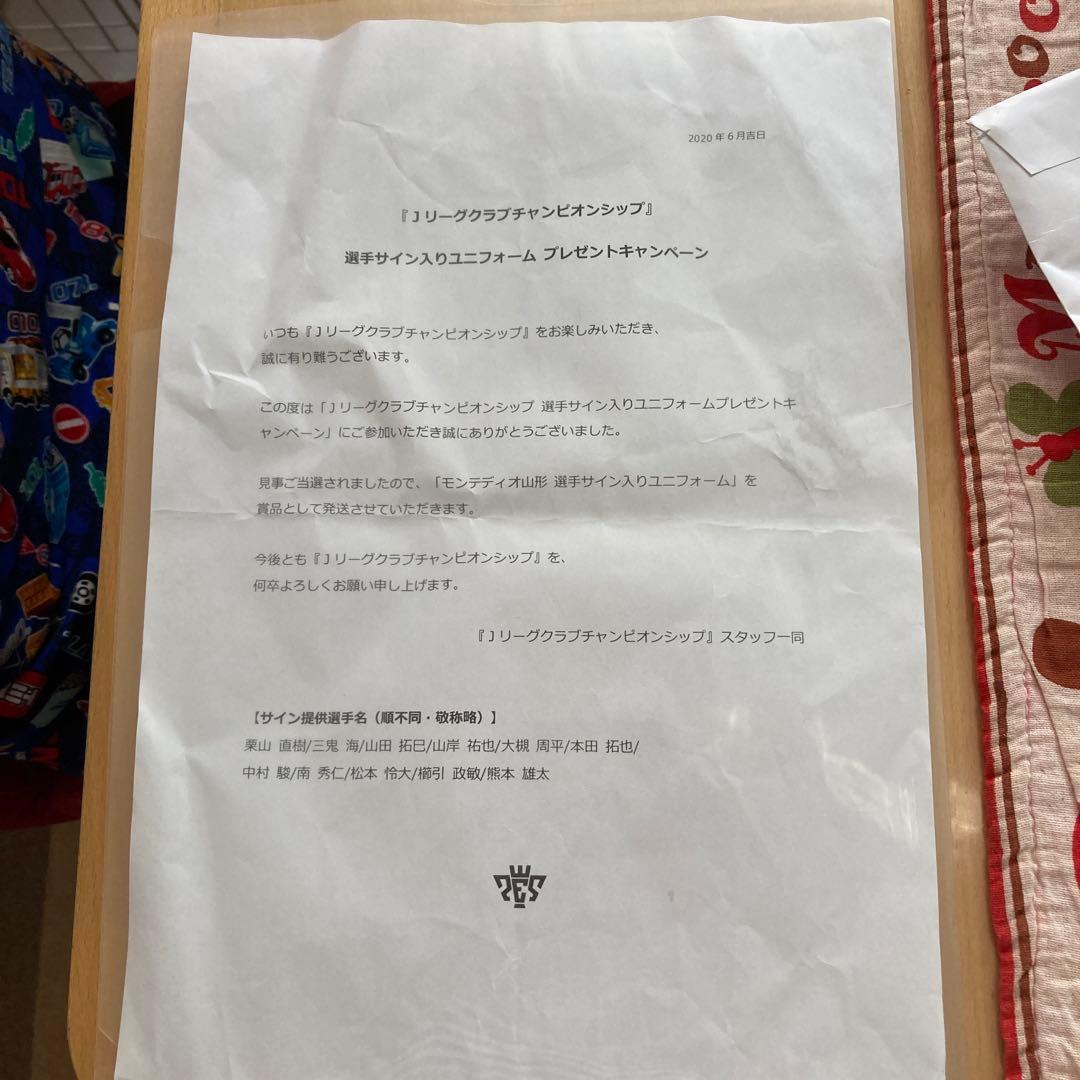 2020年6月吉日
『Jリーグクラブチャンピオンシップ』
選手サイン入りユニフォーム プレゼントキャンペーン
いつも『Jリーグクラブチャンピオンシップ』をお楽しみいただき、
誠に有り難うございます。
この度は「Jリーグクラブチャンピオンシップ 選手サイン入りユニフォームプレゼントキ
ャンペーン」にご参加いただき誠にありがとうございました。
見事ご当選されましたので、「モンテディオ山形 選手サイン入りユニフォーム」を
賞品として発送させていただきます。
今後とも『Jリーグクラブチャンピオンシップ』を、
何卒よろしくお願い申し上げます。
『Jリーグクラブチャンピオンシップ』スタッフ一同
【サイン提供選手名（順不同・敬称略）】
栗山 直樹/三鬼 海/山田 拓巳/山岸 祐也/大槻 周平/本田 拓也/
中村 駿/南 秀仁/松本 怜大/櫛引 政敏/熊本 雄太